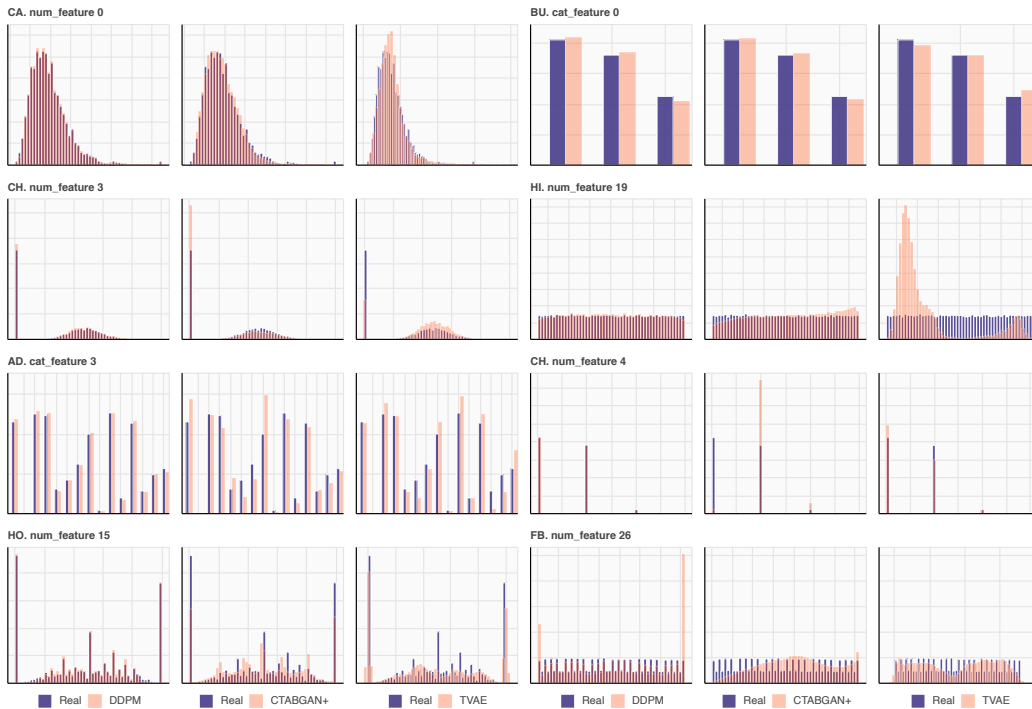 CA. num_feature 0
BU. cat_feature 0
CH. num_feature 3
HI. num_feature 19
AD. cat_feature 3
CH. num_feature 4
HO. num_feature 15
FB. num_feature 26
Real DDPM Real CTABGAN+ Real TVAE Real DDPM Real CTABGAN+ Real TVAE